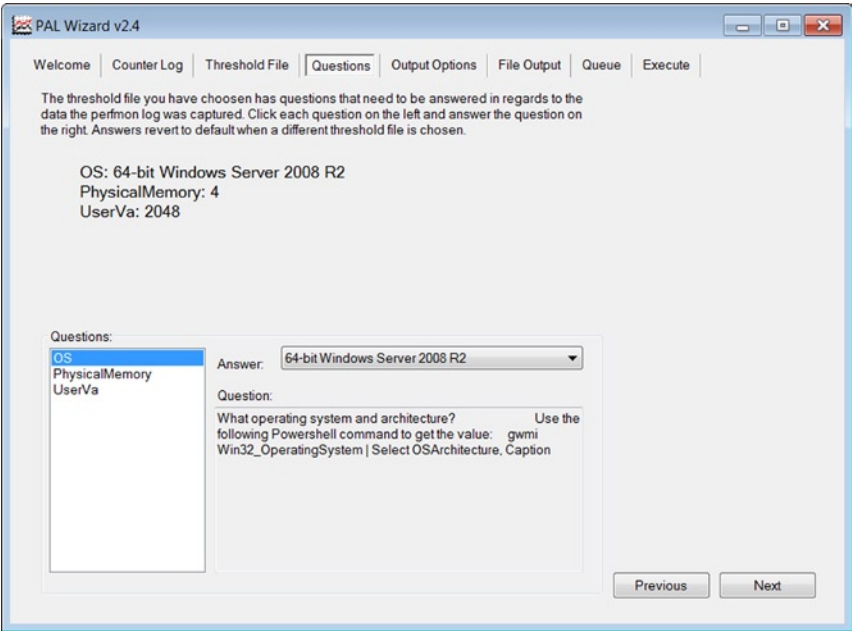 PAL Wizard v2.4
Welcome Counter Log Threshold File Questions Output Options File Output Queue Execute
The threshold file you have choosen has questions that need to be answered in regards to the
data the perfmon log was captured. Click each question on the left and answer the question on
the right. Answers revert to default when a different threshold file is chosen.
OS: 64-bit Windows Server 2008 R2
PhysicalMemory: 4
UserVa: 2048
Questions:
OS
PhysicalMemory
UserVa
Answer: 64-bit Windows Server 2008 R2
Question:
What operating system and architecture? Use the
following Powershell command to get the value: gwmi
Win32_OperatingSystem | Select OSArchitecture, Caption
Previous Next